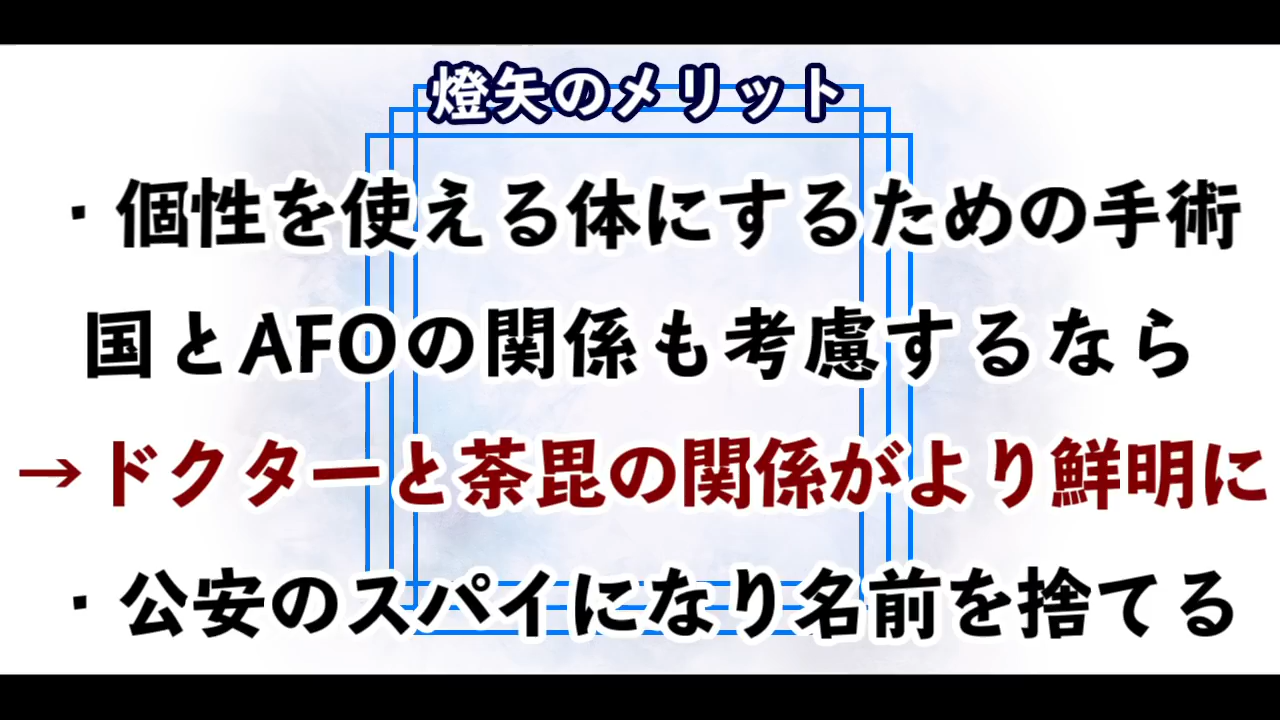 燈矢のメリット
・個性を使える体にするための手術
国とAFOの関係も考慮するなら
→ドクターと荼毘の関係がより鮮明に
・公安のスパイになり名前を捨てる